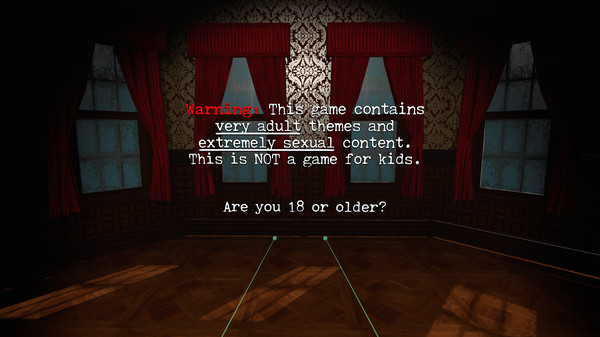 Warning: This game contains
very adult themes and
extremely sexual content.
This is NOT a game for kids.
Are you 18 or older?